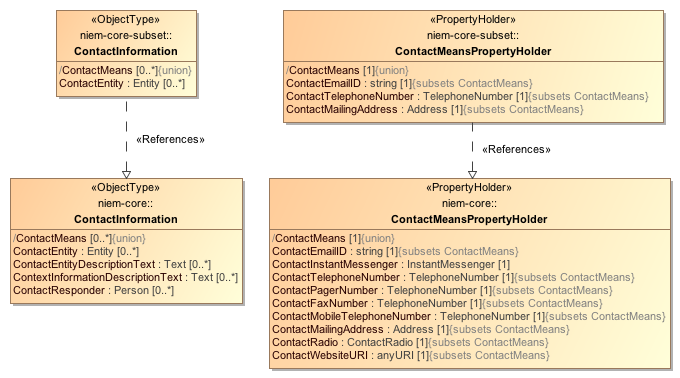 «ObjectType»
niem-core-subset::
ContactInformation
/ContactMeans [0..*]{union}
ContactEntity : Entity [0..*]
«PropertyHolder»
niem-core-subset::
ContactMeansPropertyHolder
/ContactMeans [1]{union}
ContactEmailID : string [1]{subsets ContactMeans}
ContactTelephoneNumber : TelephoneNumber [1]{subsets ContactMeans}
ContactMailingAddress : Address [1]{subsets ContactMeans}
«References»
«References»
«ObjectType»
niem-core::
ContactInformation
/ContactMeans [0..*]{union}
ContactEntity : Entity [0..*]
ContactEntityDescriptionText : Text [0..*]
ContextInformationDescriptionText : Text [0..*]
ContactResponder : Person [0..*]
«PropertyHolder»
niem-core::
ContactMeansPropertyHolder
/ContactMeans [1]{union}
ContactEmailID : string [1]{subsets ContactMeans}
ContactInstantMessenger : InstantMessenger [1]
ContactTelephoneNumber : TelephoneNumber [1]{subsets ContactMeans}
ContactPagerNumber : TelephoneNumber [1]{subsets ContactMeans}
ContactFaxNumber : TelephoneNumber [1]{subsets ContactMeans}
ContactMobileTelephoneNumber : TelephoneNumber [1]{subsets ContactMeans}
ContactMailingAddress : Address [1]{subsets ContactMeans}
ContactRadio : ContactRadio [1]{subsets ContactMeans}
ContactWebsiteURI : anyURI [1]{subsets ContactMeans}